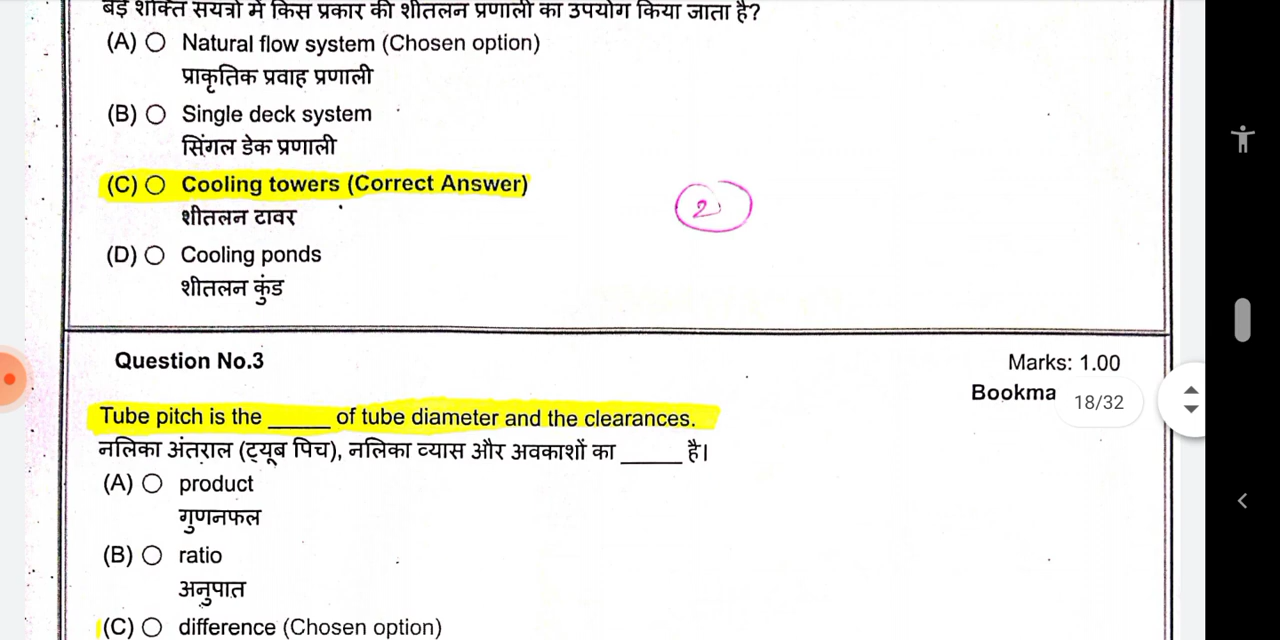 बड़े शक्ति संयंत्रों में किस प्रकार की शीतलन प्रणाली का उपयोग किया जाता है?
(A) Natural flow system (Chosen option)
प्राकृतिक प्रवाह प्रणाली
(B) Single deck system
सिंगल डेक प्रणाली
(C) Cooling towers (Correct Answer)
शीतलन टावर
2
(D) Cooling ponds
शीतलन कुंड
Question No.3
Marks: 1.00
Bookma
18/32
Tube pitch is the _____ of tube diameter and the clearances.
नलिका अंतराल (ट्यूब पिच), नलिका व्यास और अवकाशों का _____ है।
(A) product
गुणनफल
(B) ratio
अनुपात
(C) difference (Chosen option)